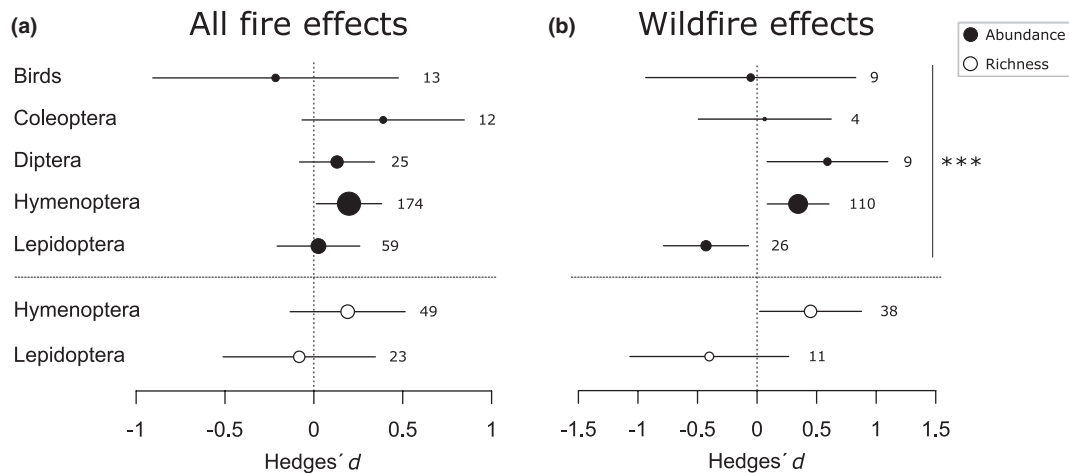 (a) All fire effects
(b) Wildfire effects
Abundance
Richness
Birds 13 9
Coleoptera 12 4
Diptera 25 9 ***
Hymenoptera 174 110
Lepidoptera 59 26
Hymenoptera 49 38
Lepidoptera 23 11
-1 -0.5 0 0.5 1
-1.5 -1 -0.5 0 0.5 1 1.5
Hedges´ d
Hedges´ d